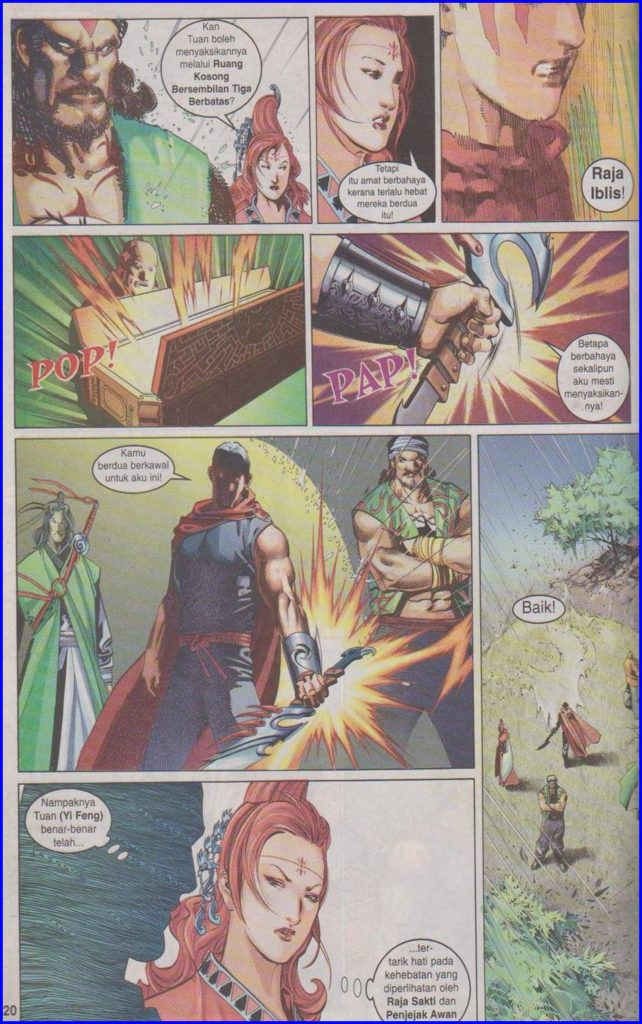 Kan
Tuan boleh
menyaksikannya
melalui Ruang
Kosong
Bersembilan Tiga
Berbatas?
Tetapi
itu amat berbahaya
kerana terlalu hebat
mereka berdua
itu!
Raja
Iblis!
POP!
PAP!
Betapa
berbahaya
sekalipun
aku mesti
menyaksikan-
nya!
Kamu
berdua berkawal
untuk aku ini!
Baik!
Nampaknya
Tuan (Yi Feng)
benar-benar
telah...
...ter-
tarik hati pada
kehebatan yang
diperlihatan oleh
Raja Sakti dan
Penjejak Awan
20